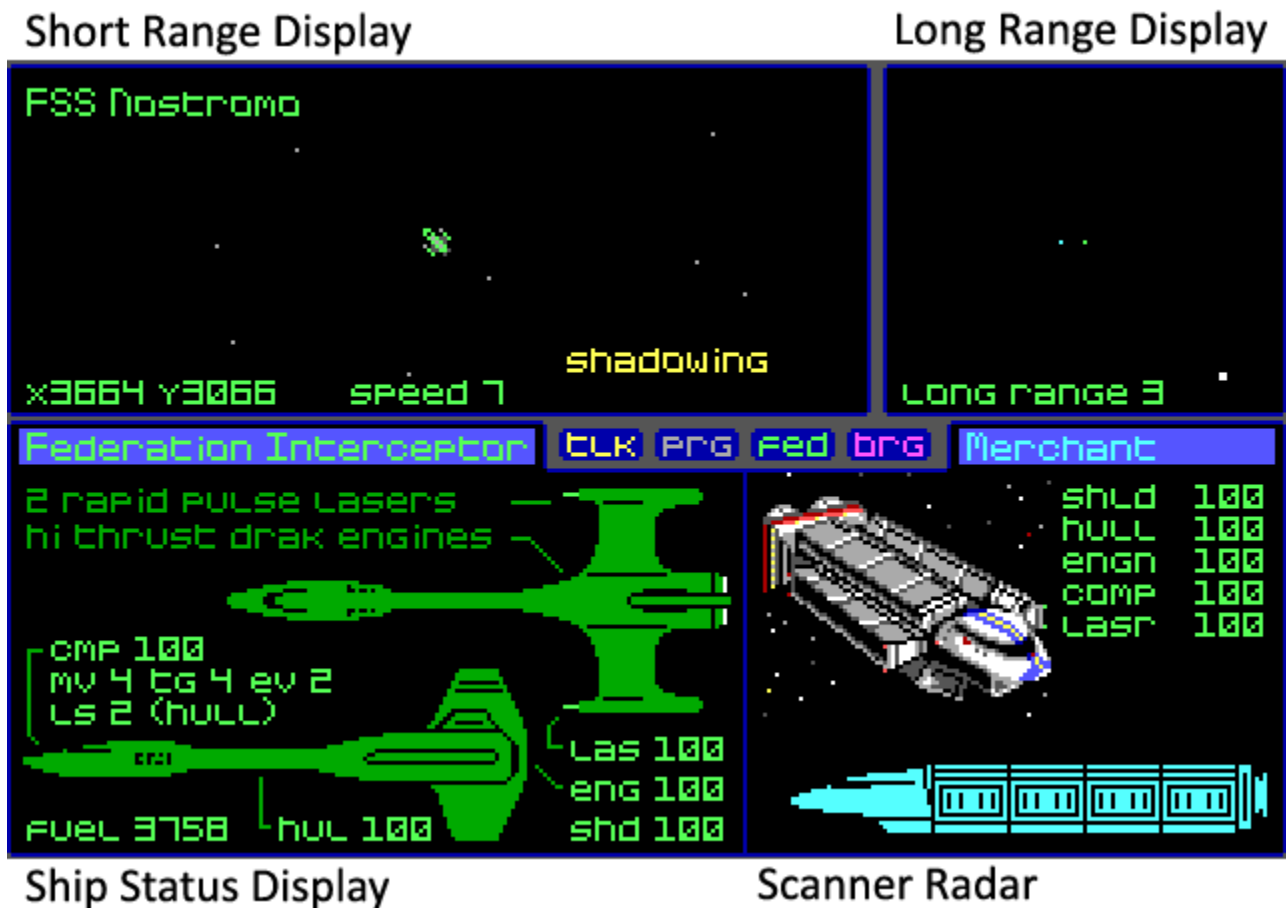 Short Range Display
Long Range Display
FSS Nostromo
shadowing
x3664 y3066 speed 7
Long range 3
Federation Interceptor
tlk prg fed brg
Merchant
2 rapid pulse lasers
hi thrust drak engines
cmp 100
mv 4 tg 4 ev 2
ls 2 (hull)
las 100
eng 100
fuel 3758
hul 100
shd 100
shld 100
hull 100
engn 100
comp 100
lasr 100
Ship Status Display
Scanner Radar